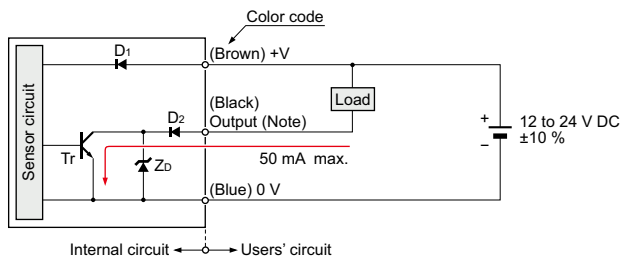 Color code
D1
(Brown) +V
Sensor circuit
(Black)
Output (Note)
Load
D2
Tr
ZD
50 mA max.
+
−
12 to 24 V DC
±10 %
(Blue) 0 V
Internal circuit
Users' circuit